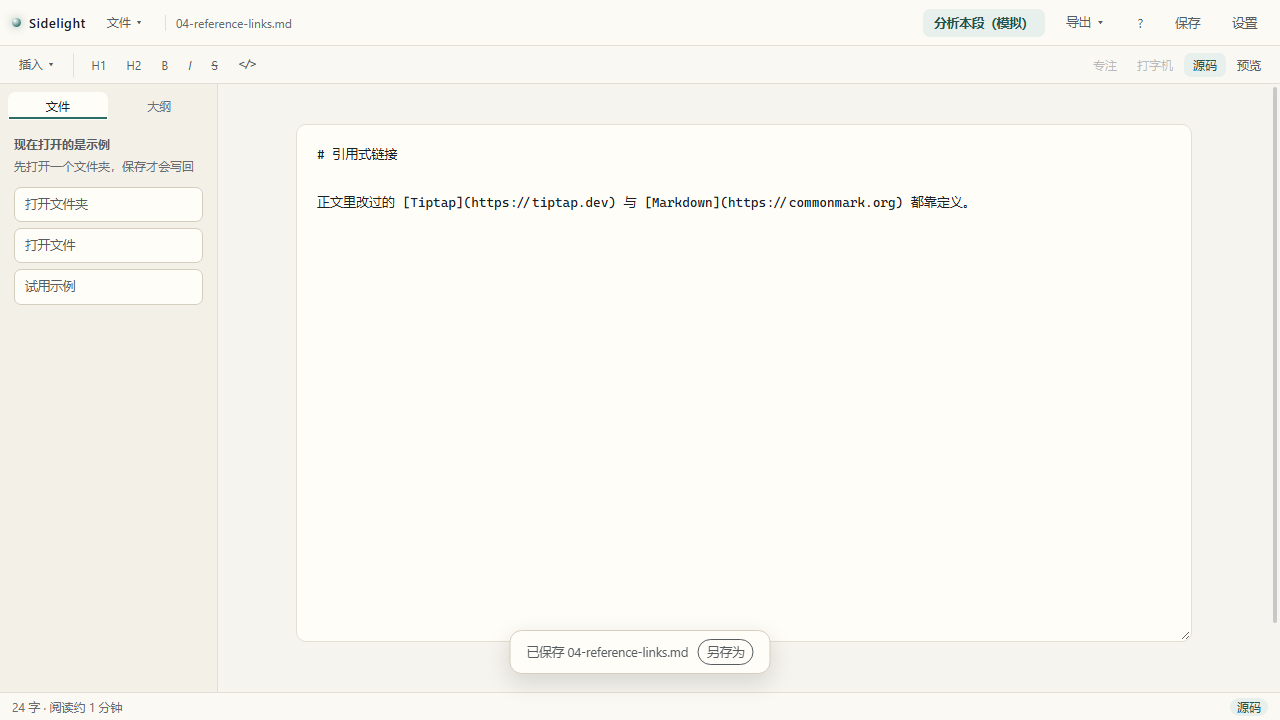 Sidelight 文件 ▾ 04-reference-links.md 分析本段（模拟） 导出 ▾ ? 保存 设置
插入 ▾ H1 H2 B I S </> 专注 打字机 源码 预览
文件 大纲
现在打开的是示例
先打开一个文件夹，保存才会写回
打开文件夹
打开文件
试用示例
# 引用式链接
正文里改过的 [Tiptap](https://tiptap.dev) 与 [Markdown](https://commonmark.org) 都靠定义。
已保存 04-reference-links.md 另存为
24 字 · 阅读约 1 分钟 源码